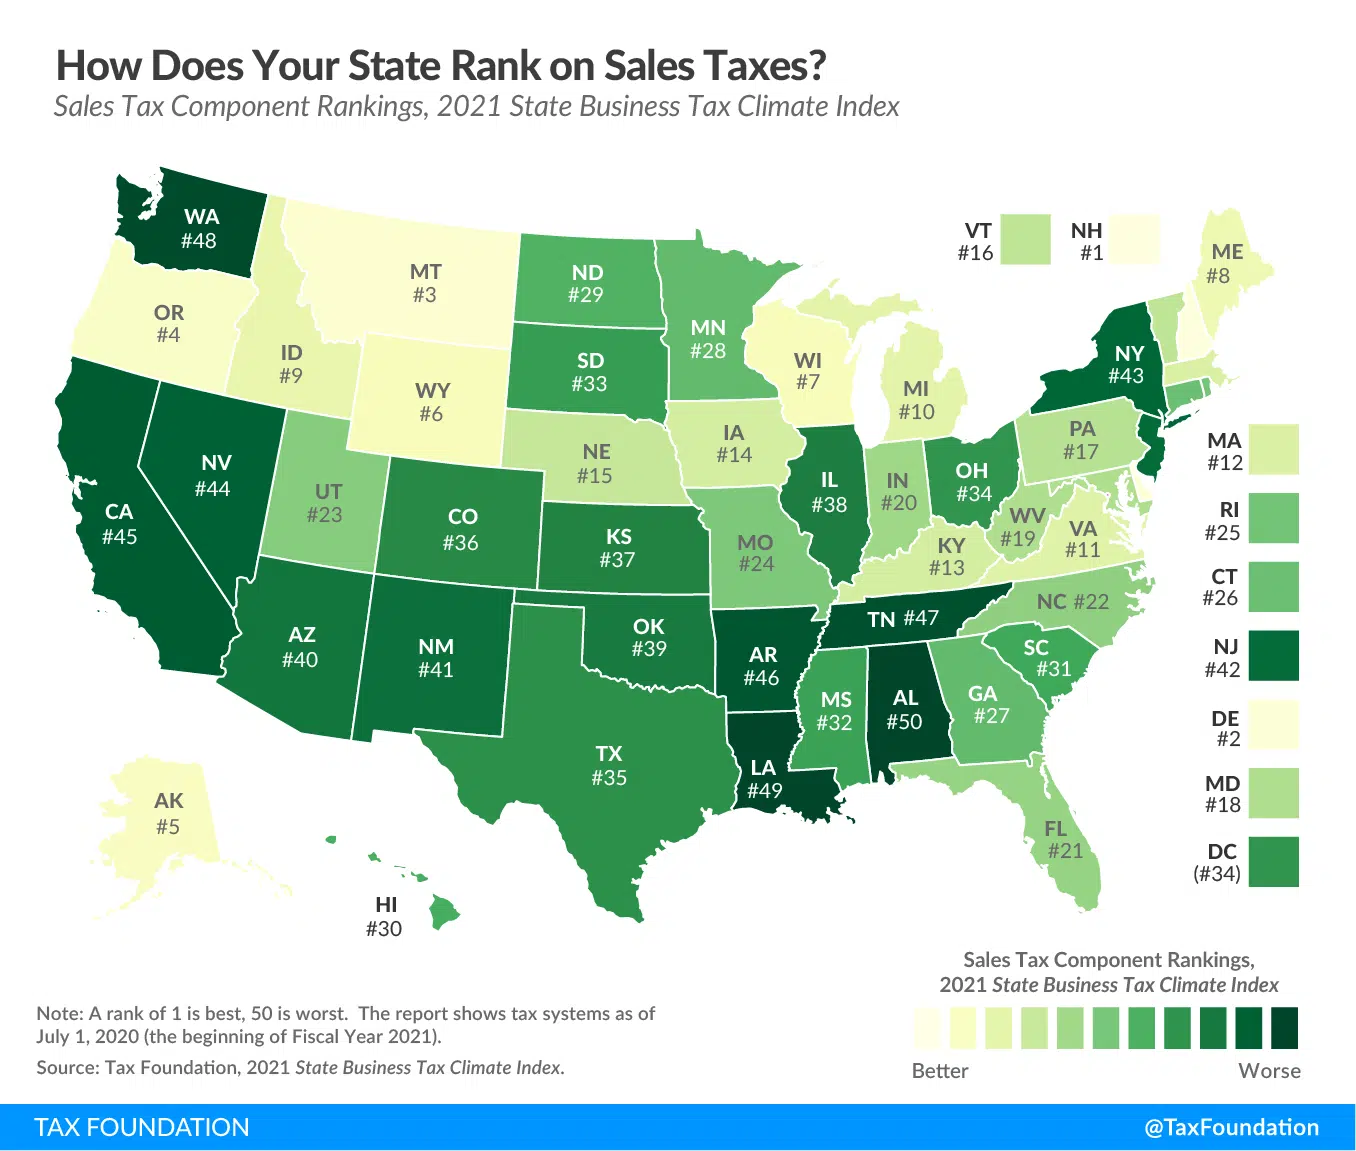 How Does Your State Rank on Sales Taxes?
Sales Tax Component Rankings, 2021 State Business Tax Climate Index
WA
#48
MT
#3
ND
#29
MN
#28
VT
#16
NH
#1
ME
#8
OR
#4
ID
#9
WY
#6
SD
#33
WI
#7
MI
#10
NY
#43
CA
#45
NV
#44
UT
#23
CO
#36
NE
#15
IA
#14
IL
#38
IN
#20
OH
#34
PA
#17
MA
#12
KS
#37
MO
#24
KY
#13
WV
#19
VA
#11
RI
#25
AZ
#40
NM
#41
OK
#39
AR
#46
TN #47
NC #22
SC
#31
CT
#26
TX
#35
LA
#49
MS
#32
AL
#50
GA
#27
FL
#21
NJ
#42
DE
#2
MD
#18
DC
(#34)
AK
#5
HI
#30
Sales Tax Component Rankings,
2021 State Business Tax Climate Index
Better
Worse
Note: A rank of 1 is best, 50 is worst. The report shows tax systems as of
July 1, 2020 (the beginning of Fiscal Year 2021).
Source: Tax Foundation, 2021 State Business Tax Climate Index.
TAX FOUNDATION
@TaxFoundation